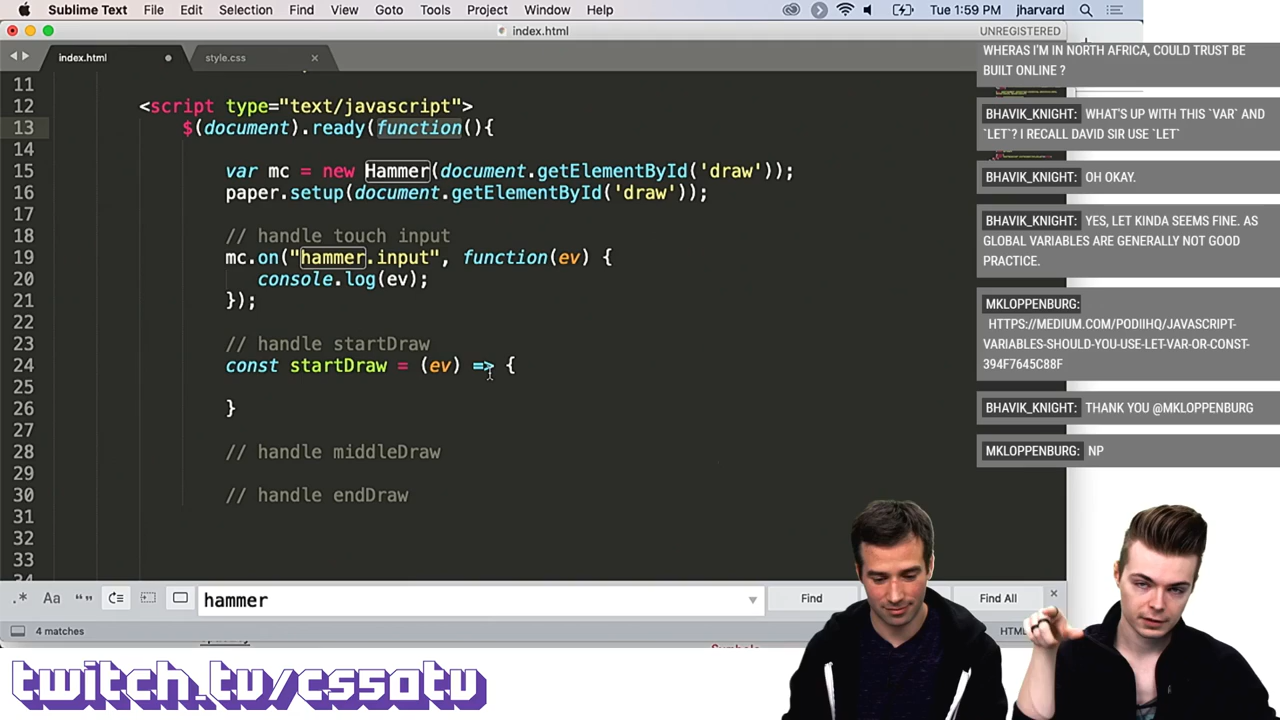 Sublime Text File Edit Selection Find View Goto Tools Project Window Help Tue 1:59 PM jharvard
index.html UNREGISTERED
index.html style.css
11
12 <script type="text/javascript">
13 $(document).ready(function(){
14
15 var mc = new Hammer(document.getElementById('draw'));
16 paper.setup(document.getElementById('draw'));
17
18 // handle touch input
19 mc.on("hammer.input", function(ev) {
20 console.log(ev);
21 });
22
23 // handle startDraw
24 const startDraw = (ev) => {
25
26 }
27
28 // handle middleDraw
29
30 // handle endDraw
31
32
33
WHERAS I'M IN NORTH AFRICA, COULD TRUST BE
BUILT ONLINE ?
BHAVIK_KNIGHT: WHAT'S UP WITH THIS `VAR` AND
`LET`? I RECALL DAVID SIR USE `LET`
BHAVIK_KNIGHT: OH OKAY.
BHAVIK_KNIGHT: YES, LET KINDA SEEMS FINE. AS
GLOBAL VARIABLES ARE GENERALLY NOT GOOD
PRACTICE.
MKLOPPENBURG:
HTTPS://MEDIUM.COM/PODIIHQ/JAVASCRIPT-
VARIABLES-SHOULD-YOU-USE-LET-VAR-OR-CONST-
394F7645C88F
BHAVIK_KNIGHT: THANK YOU @MKLOPPENBURG
MKLOPPENBURG: NP
.* Aa “” hammer Find Find All
4 matches HTML
twitch.tv/cs50tv